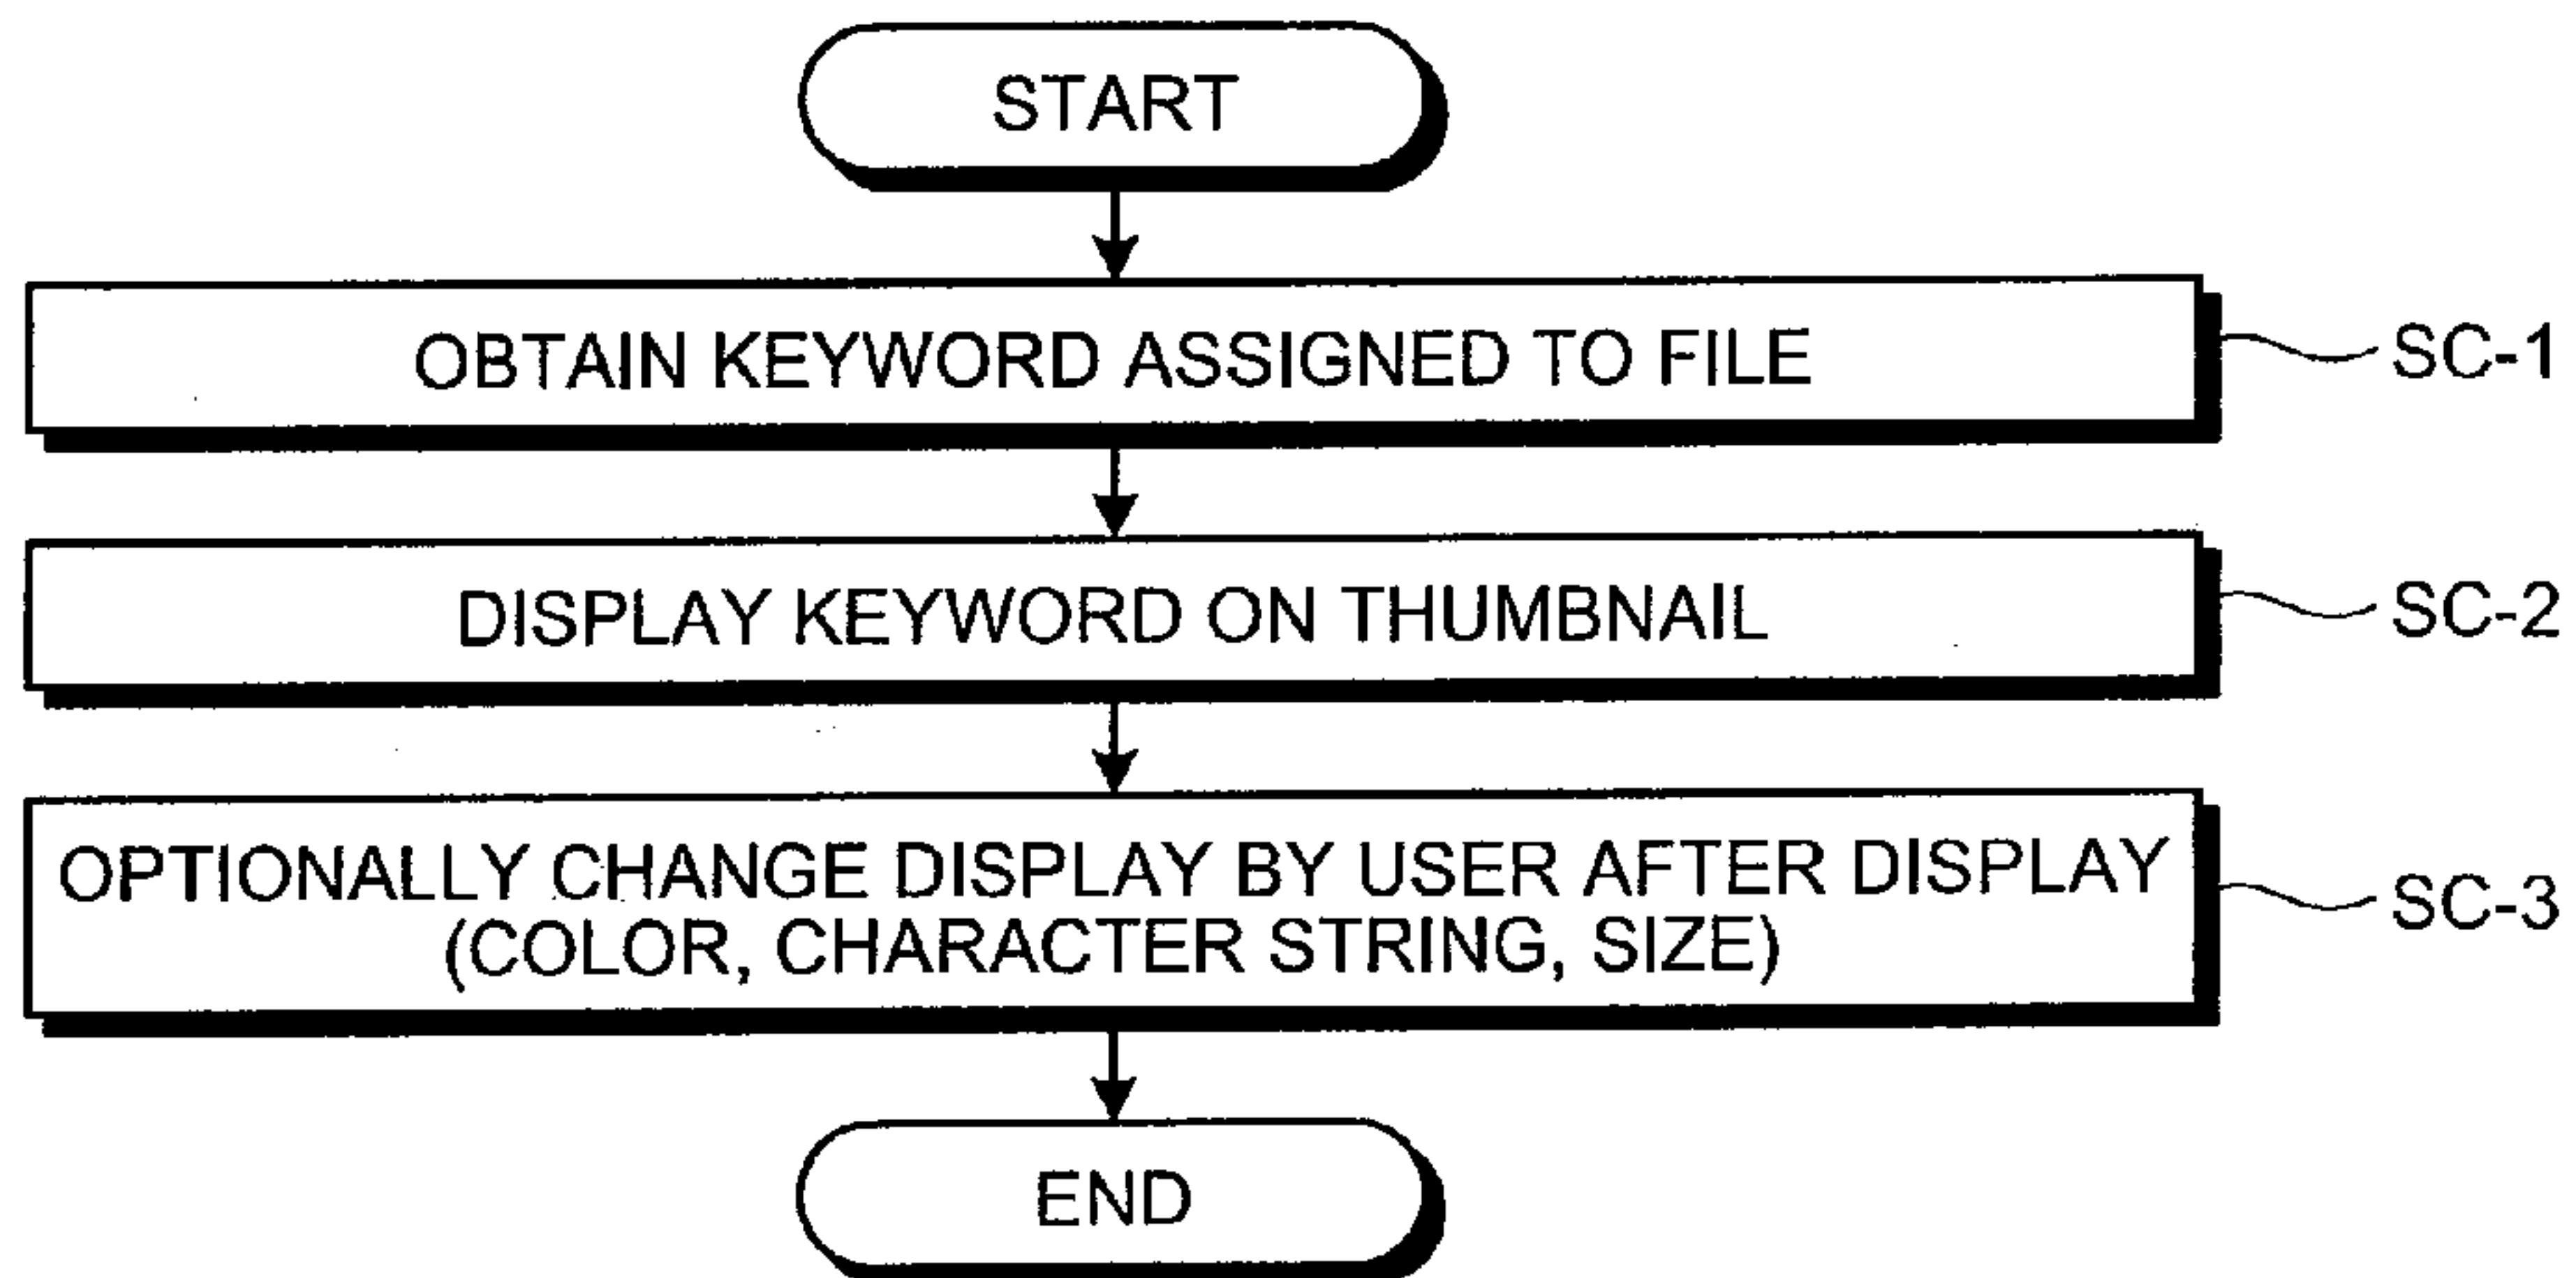 START
OBTAIN KEYWORD ASSIGNED TO FILE
SC-1
DISPLAY KEYWORD ON THUMBNAIL
SC-2
OPTIONALLY CHANGE DISPLAY BY USER AFTER DISPLAY
(COLOR, CHARACTER STRING, SIZE)
SC-3
END